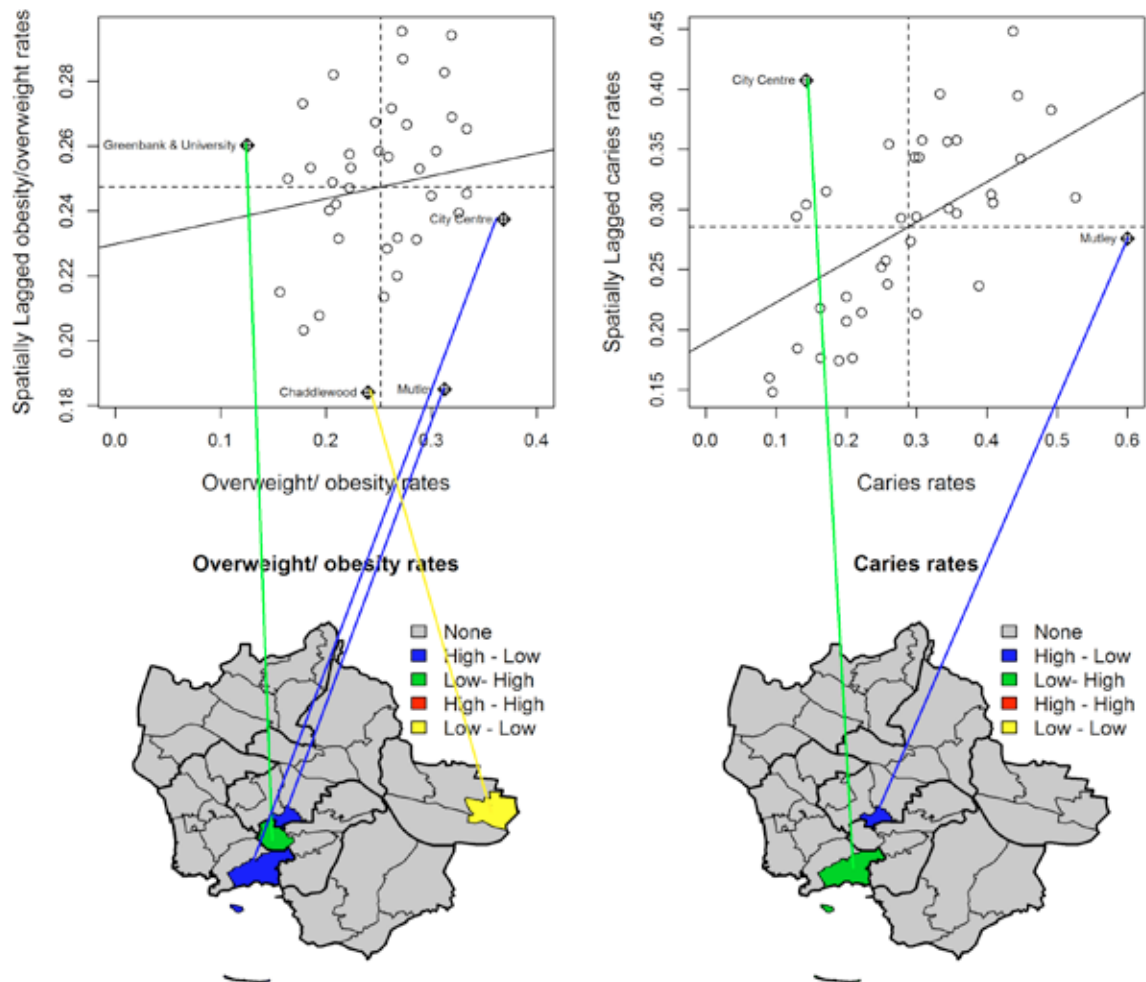 Spatially Lagged obesity/overweight rates
0.28
0.26
0.24
0.22
0.20
0.18
Greenbank & University
City Centre
Chaddlewood
Mutley
0.0 0.1 0.2 0.3 0.4
Overweight/ obesity rates
Spatially Lagged caries rates
0.45
0.40
0.35
0.30
0.25
0.20
0.15
City Centre
Mutley
0.0 0.1 0.2 0.3 0.4 0.5 0.6
Caries rates
Overweight/ obesity rates
None
High - Low
Low- High
High - High
Low - Low
Caries rates
None
High - Low
Low- High
High - High
Low - Low